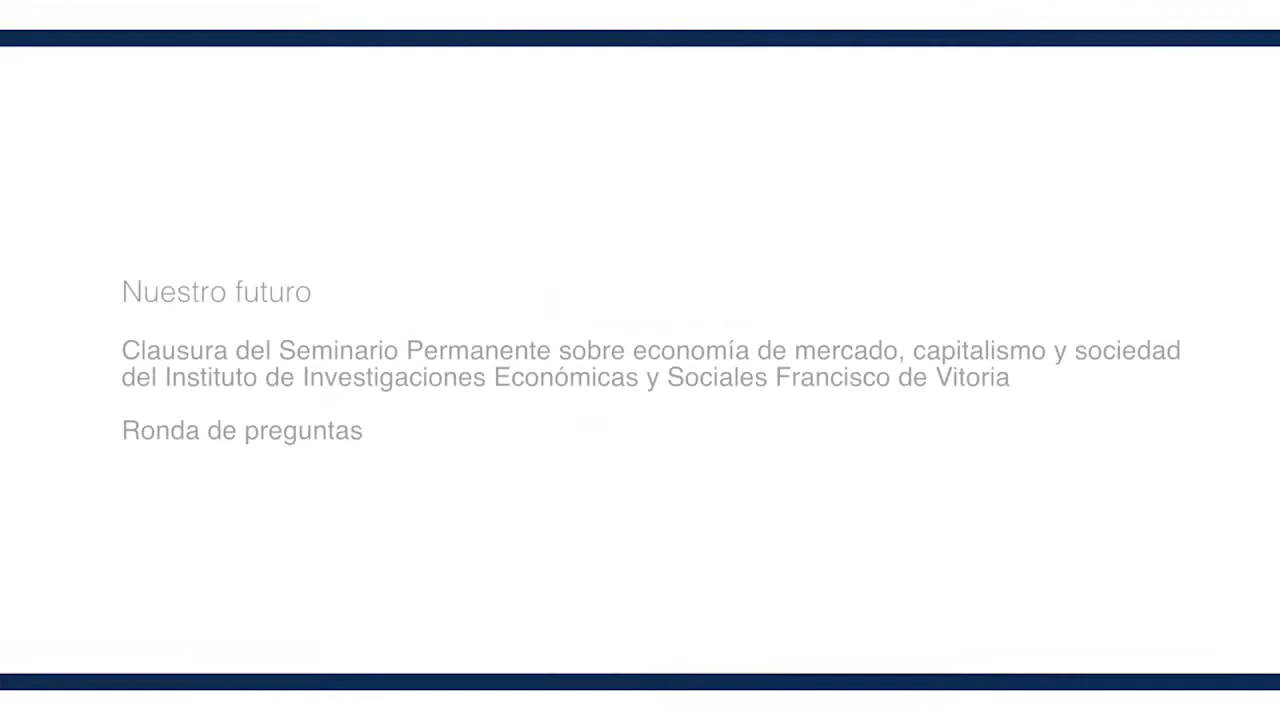 Nuestro futuro
Clausura del Seminario Permanente sobre economía de mercado, capitalismo y sociedad
del Instituto de Investigaciones Económicas y Sociales Francisco de Vitoria
Ronda de preguntas